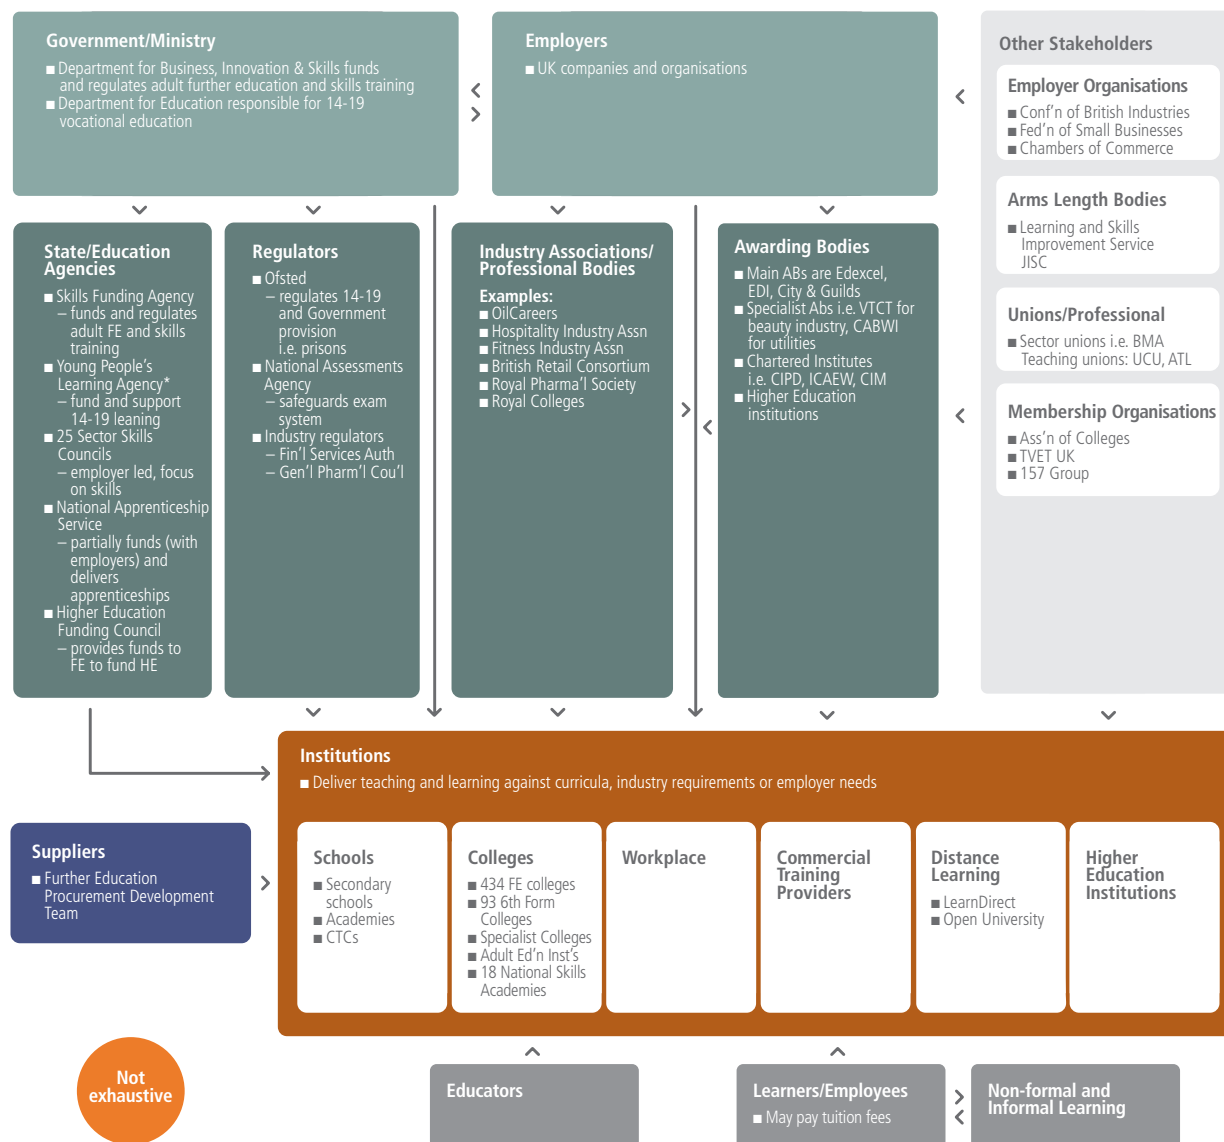 Government/Ministry
■ Department for Business, Innovation & Skills funds
and regulates adult further education and skills training
■ Department for Education responsible for 14-19
vocational education
Employers
■ UK companies and organisations
Other Stakeholders
Employer Organisations
■ Conf'n of British Industries
■ Fed'n of Small Businesses
■ Chambers of Commerce
Arms Length Bodies
■ Learning and Skills
Improvement Service
JISC
Unions/Professional
■ Sector unions i.e. BMA
Teaching unions: UCU, ATL
Membership Organisations
■ Ass'n of Colleges
■ TVET UK
■ 157 Group
State/Education
Agencies
■ Skills Funding Agency
– funds and regulates
adult FE and skills
training
■ Young People's
Learning Agency*
– fund and support
14-19 leaning
■ 25 Sector Skills
Councils
– employer led, focus
on skills
■ National Apprenticeship
Service
– partially funds (with
employers) and
delivers
apprenticeships
■ Higher Education
Funding Council
– provides funds to
FE to fund HE
Regulators
■ Ofsted
– regulates 14-19
and Government
provision
i.e. prisons
■ National Assessments
Agency
– safeguards exam
system
■ Industry regulators
– Fin'l Services Auth
– Gen'l Pharm'l Cou'l
Industry Associations/
Professional Bodies
Examples:
■ OilCareers
■ Hospitality Industry Assn
■ Fitness Industry Assn
■ British Retail Consortium
■ Royal Pharma'l Society
■ Royal Colleges
Awarding Bodies
■ Main ABs are Edexcel,
EDI, City & Guilds
■ Specialist Abs i.e. VTCT for
beauty industry, CABWI
for utilities
■ Chartered Institutes
i.e. CIPD, ICAEW, CIM
■ Higher Education
institutions
Institutions
■ Deliver teaching and learning against curricula, industry requirements or employer needs
Suppliers
■ Further Education
Procurement Development
Team
Schools
■ Secondary
schools
■ Academies
■ CTCs
Colleges
■ 434 FE colleges
■ 93 6th Form
Colleges
■ Specialist Colleges
■ Adult Ed'n Inst's
■ 18 National Skills
Academies
Workplace
Commercial
Training
Providers
Distance
Learning
■ LearnDirect
■ Open University
Higher
Education
Institutions
Not
exhaustive
Educators
Learners/Employees
■ May pay tuition fees
Non-formal and
Informal Learning